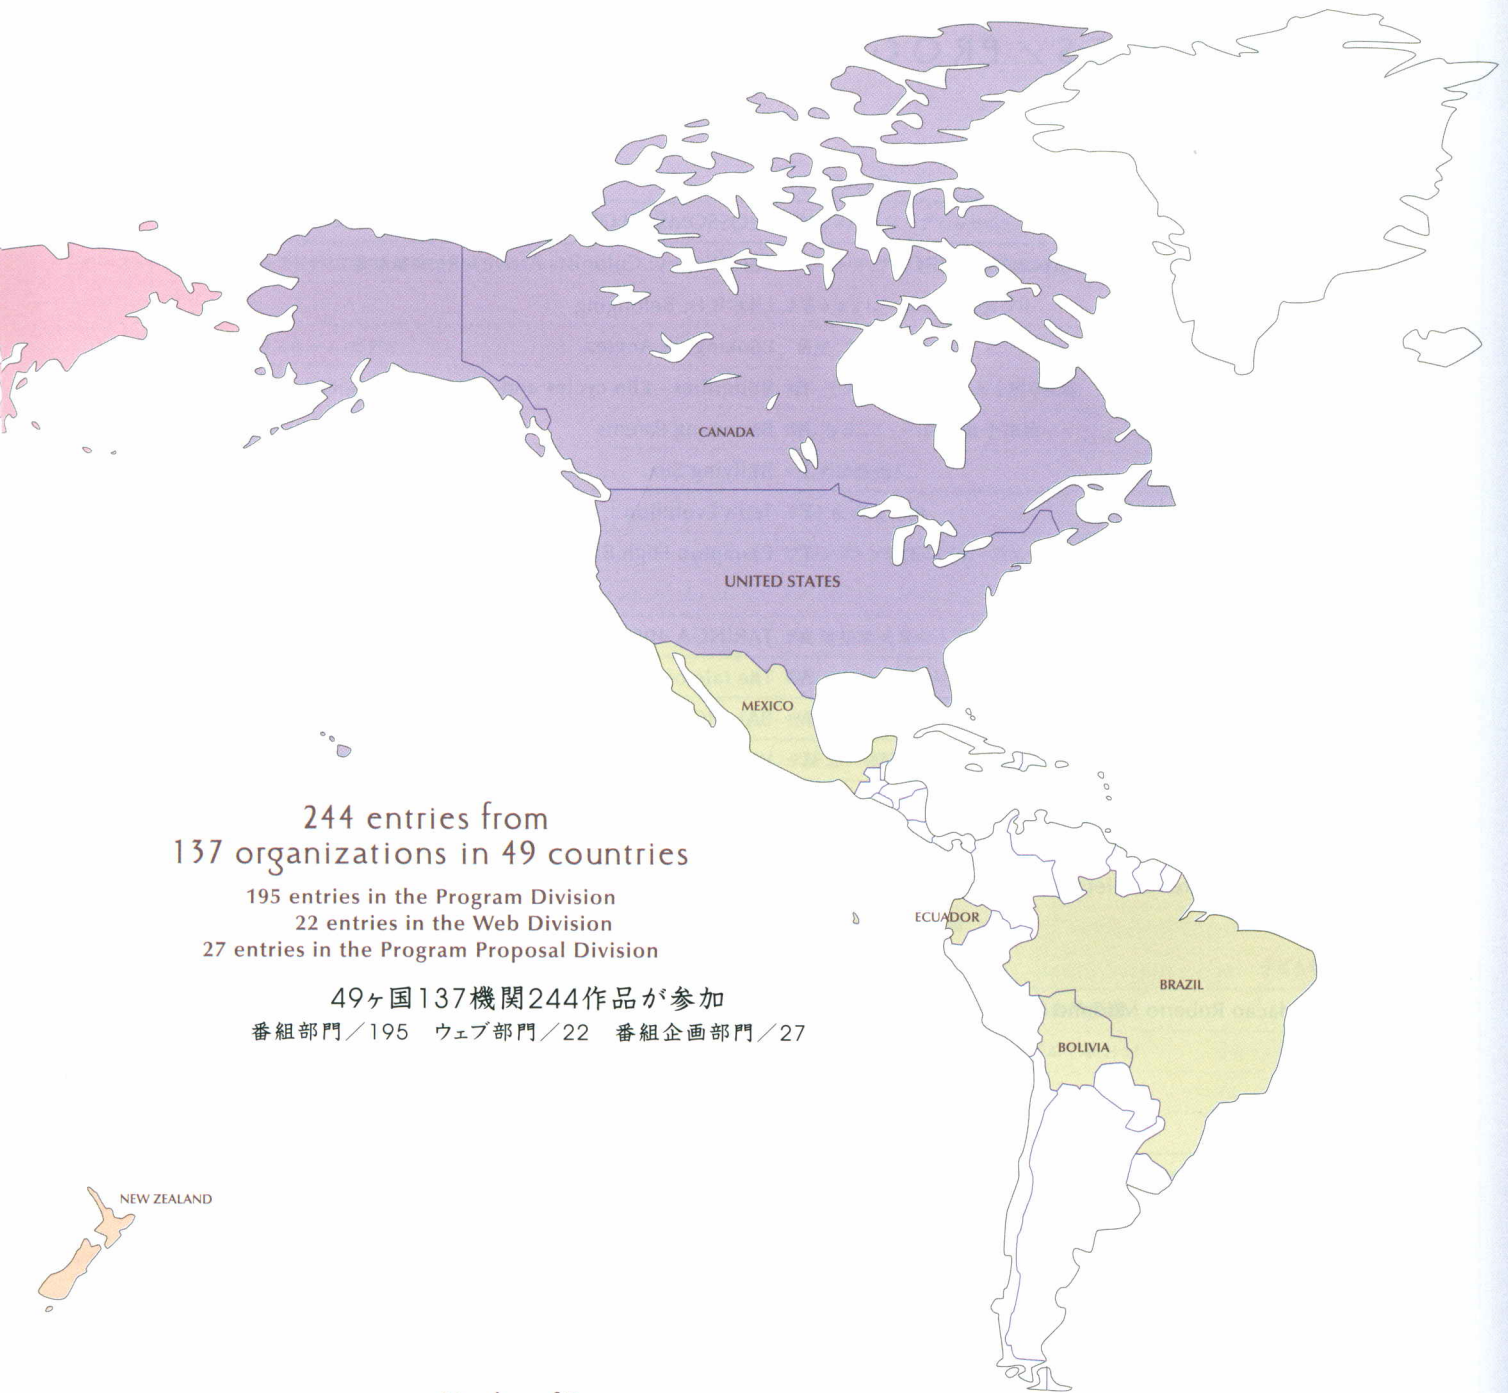 CANADA
UNITED STATES
MEXICO
244 entries from
137 organizations in 49 countries
195 entries in the Program Division
22 entries in the Web Division
27 entries in the Program Proposal Division
ECUADOR
BRAZIL
49ヶ国137機関244作品が参加
番組部門／195　ウェブ部門／22　番組企画部門／27
BOLIVIA
NEW ZEALAND